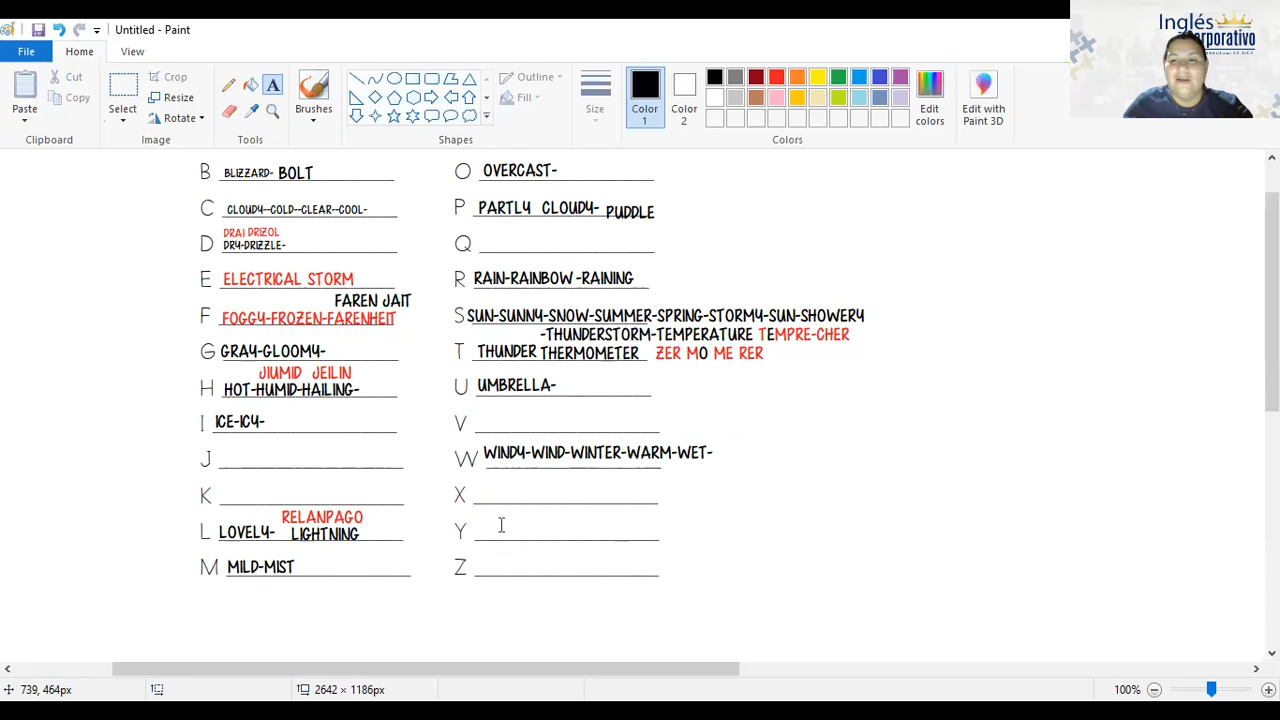 Untitled - Paint
File Home View
Paste
Cut
Copy
Clipboard
Select
Crop
Resize
Rotate
Image
Tools
Brushes
Shapes
Outline
Fill
Size
Color 1
Color 2
Colors
Edit colors
Edit with Paint 3D
Inglés
Corporativo
B BLIZZARD- BOLT
C CLOUDY--COLD--CLEAR--COOL-
DRAI DRIZOL
D DRY-DRIZZLE-
E ELECTRICAL STORM
FAREN JAIT
F FOGGY-FROZEN-FARENHEIT
G GRAY-GLOOMY-
JIUMID JEILIN
H HOT-HUMID-HAILING-
I ICE-ICY-
J
K
RELANPAGO
L LOVELY- LIGHTNING
M MILD-MIST
O OVERCAST-
P PARTLY CLOUDY- PUDDLE
Q
R RAIN-RAINBOW -RAINING
S SUN-SUNNY-SNOW-SUMMER-SPRING-STORMY-SUN-SHOWERY
-THUNDERSTORM-TEMPERATURE TEMPRE-CHER
T THUNDER THERMOMETER ZER MO ME RER
U UMBRELLA-
V
W WINDY-WIND-WINTER-WARM-WET-
X
Y
Z
739, 464px
2642 × 1186px
100%